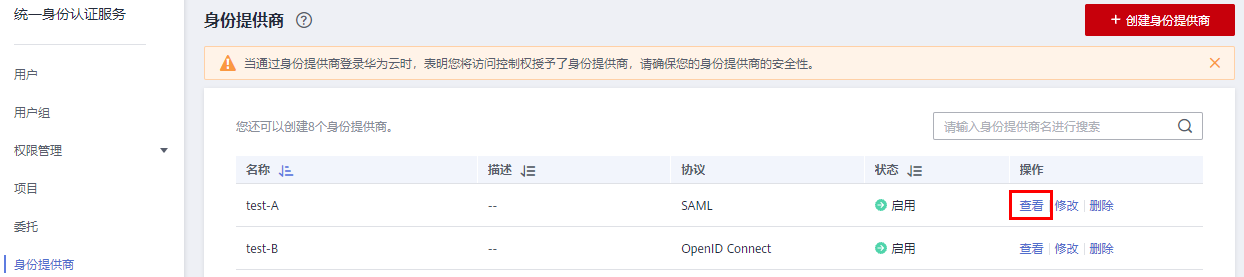 统一身份认证服务
用户
用户组
权限管理
项目
委托
身份提供商
身份提供商 ?
+ 创建身份提供商
当通过身份提供商登录华为云时，表明您将访问控制权授予了身份提供商，请确保您的身份提供商的安全性。
您还可以创建8个身份提供商。
请输入身份提供商名进行搜索
名称 描述 协议 状态 操作
test-A -- SAML 启用 查看 修改 删除
test-B -- OpenID Connect 启用 查看 修改 删除